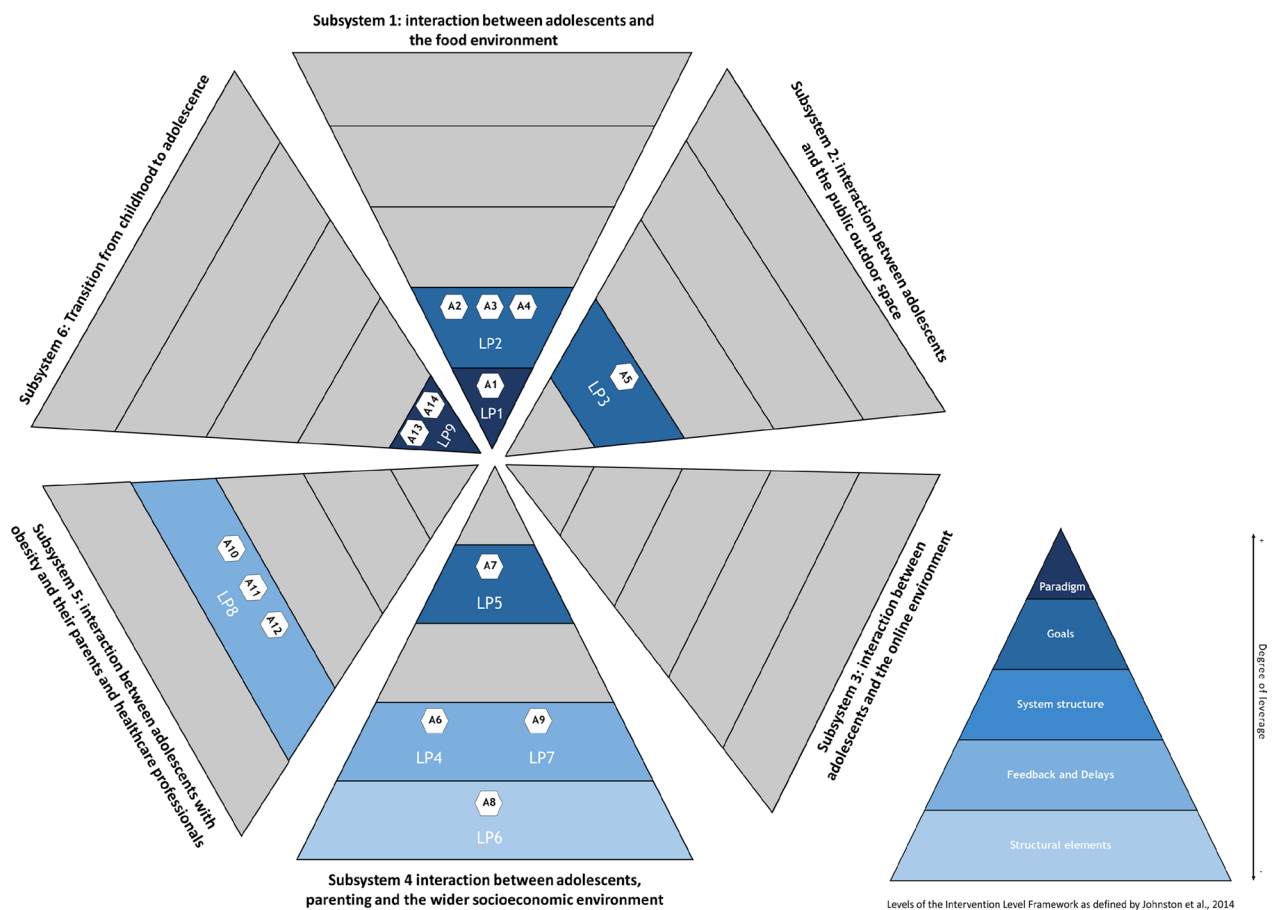 Subsystem 1: interaction between adolescents and
the food environment
Subsystem 6: Transition from childhood to adolescence
Subsystem 2: interaction between adolescents
and the public outdoor space
A2 A3 A4
LP2
A1
LP1
A5
LP3
A14
A13
LP9
A10
A11
A12
LP8
Subsystem 5: interaction between adolescents with
obesity and their parents and healthcare professionals
A7
LP5
A6 A9
LP4 LP7
A8
LP6
Subsystem 3: interaction between
adolescents and the online environment
Subsystem 4 interaction between adolescents,
parenting and the wider socioeconomic environment
Paradigm
Goals
System structure
Feedback and Delays
Structural elements
+
Degree of leverage
-
Levels of the Intervention Level Framework as defined by Johnston et al., 2014